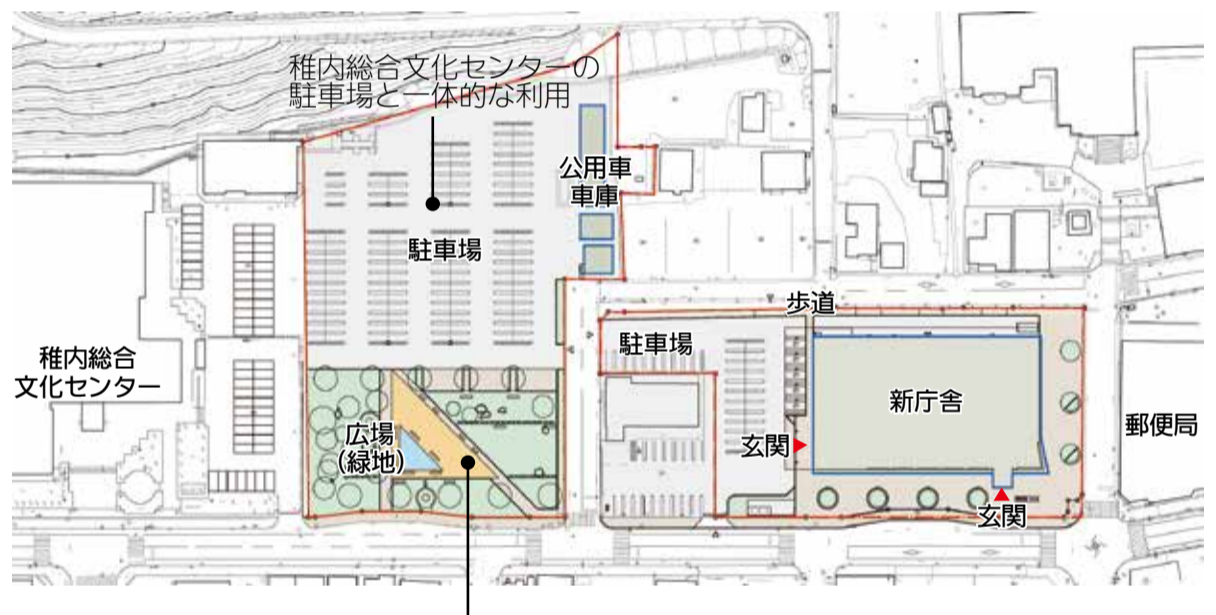 稚内総合文化センターの
駐車場と一体的な利用
公用車
車庫
駐車場
歩道
駐車場
稚内総合
文化センター
新庁舎
広場
（緑地）
玄関
郵便局
玄関